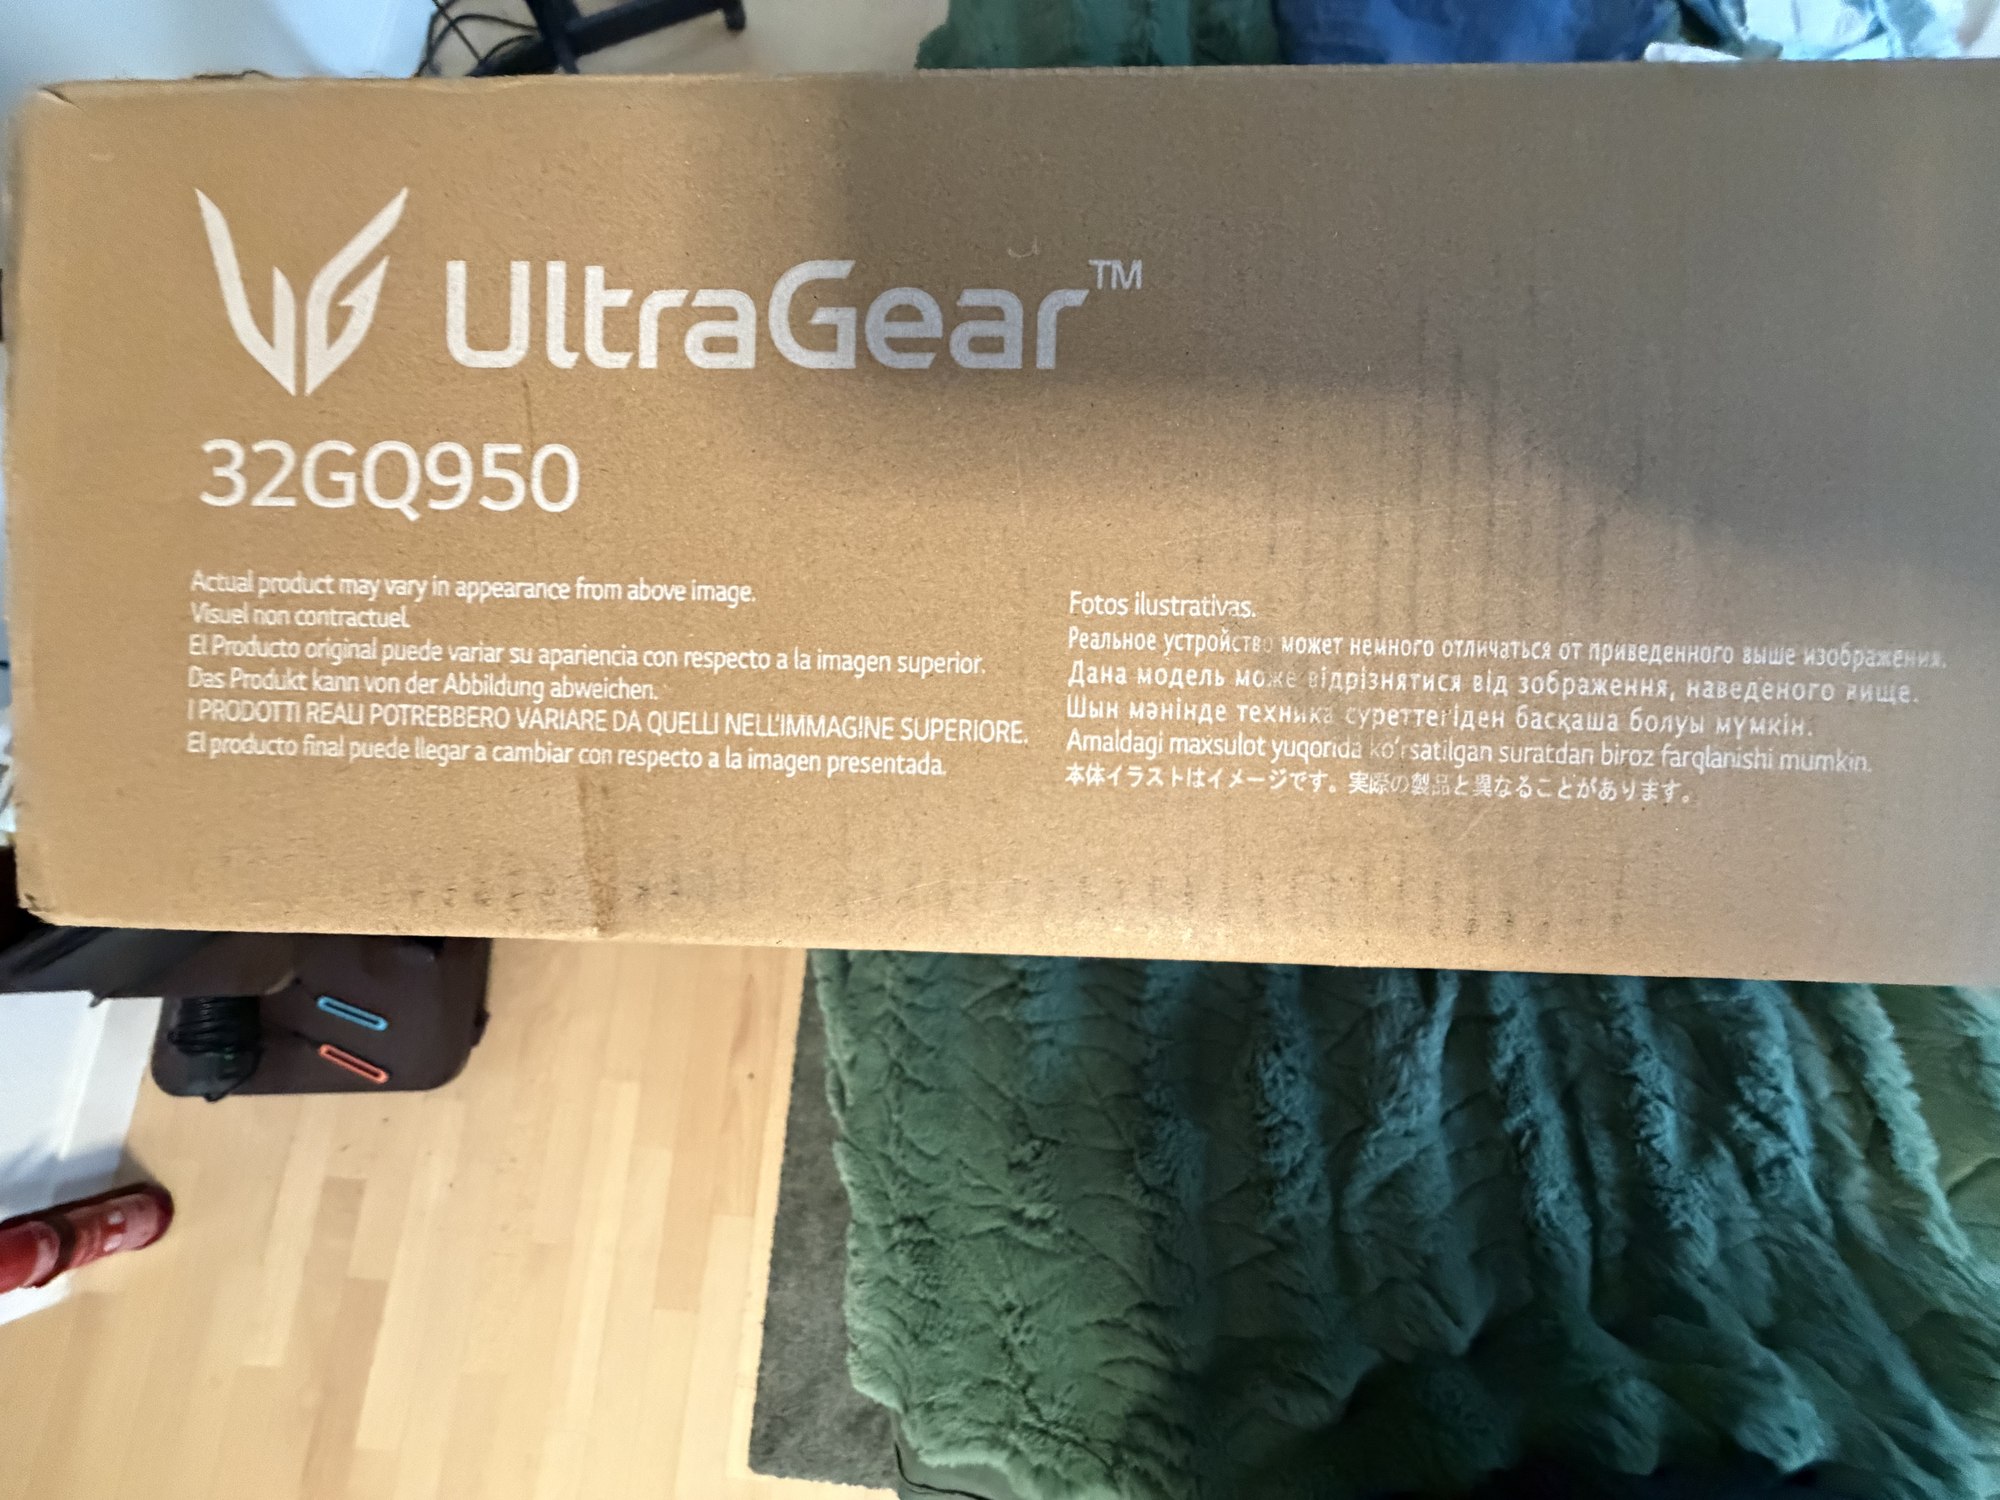 UltraGear™
32GQ950
Actual product may vary in appearance from above image.
Visuel non contractuel.
El Producto original puede variar su apariencia con respecto a la imagen superior.
Das Produkt kann von der Abbildung abweichen.
I PRODOTTI REALI POTREBBERO VARIARE DA QUELLI NELL'IMMAGINE SUPERIORE.
El producto final puede llegar a cambiar con respecto a la imagen presentada.
Fotos ilustrativas.
Реальное устройство может немного отличаться от приведенного выше изображения.
Дана модель може відрізнятися від зображення, наведеного вище.
Шын мәнінде техника суреттегіден басқаша болуы мүмкін.
Amaldagi maxsulot yuqorida ko'rsatilgan suratdan biroz farqlanishi mumkin.
本体イラストはイメージです。実際の製品と異なることがあります。